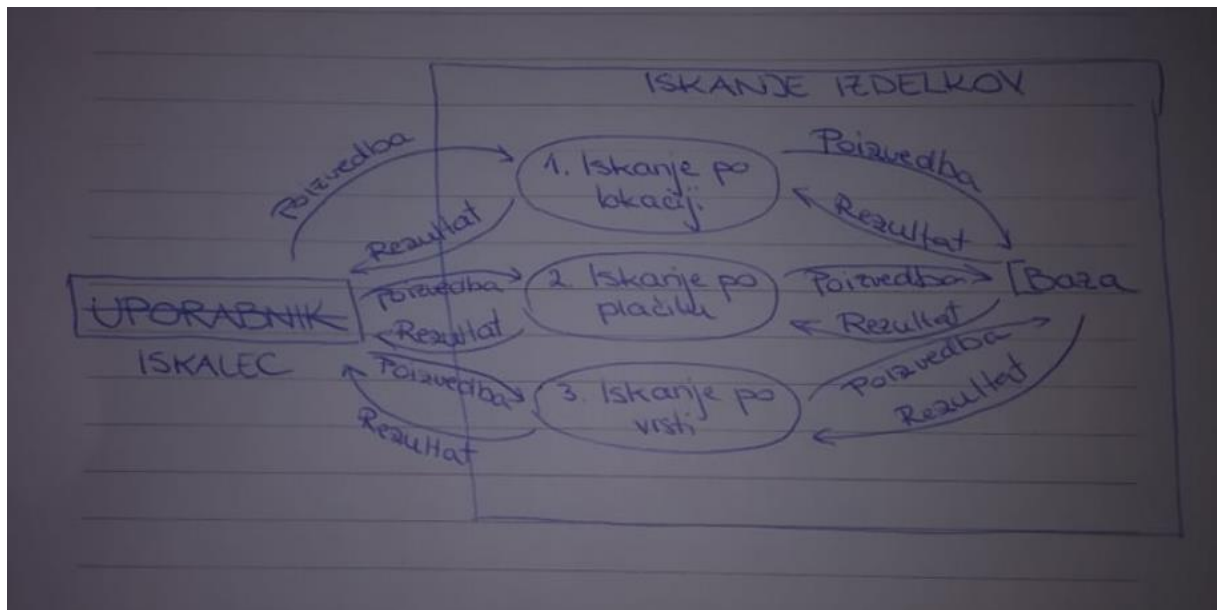 ISKANJE IZDELKOV
Poizvedba
1. Iskanje po
lokaciji
Poizvedba
Rezultat
Rezultat
UPORABNIK
ISKALEC
Poizvedba
Rezultat
2. Iskanje po
plačilu
Poizvedba
Rezultat
Baza
Poizvedba
Rezultat
3. Iskanje po
vrsti
Poizvedba
Rezultat